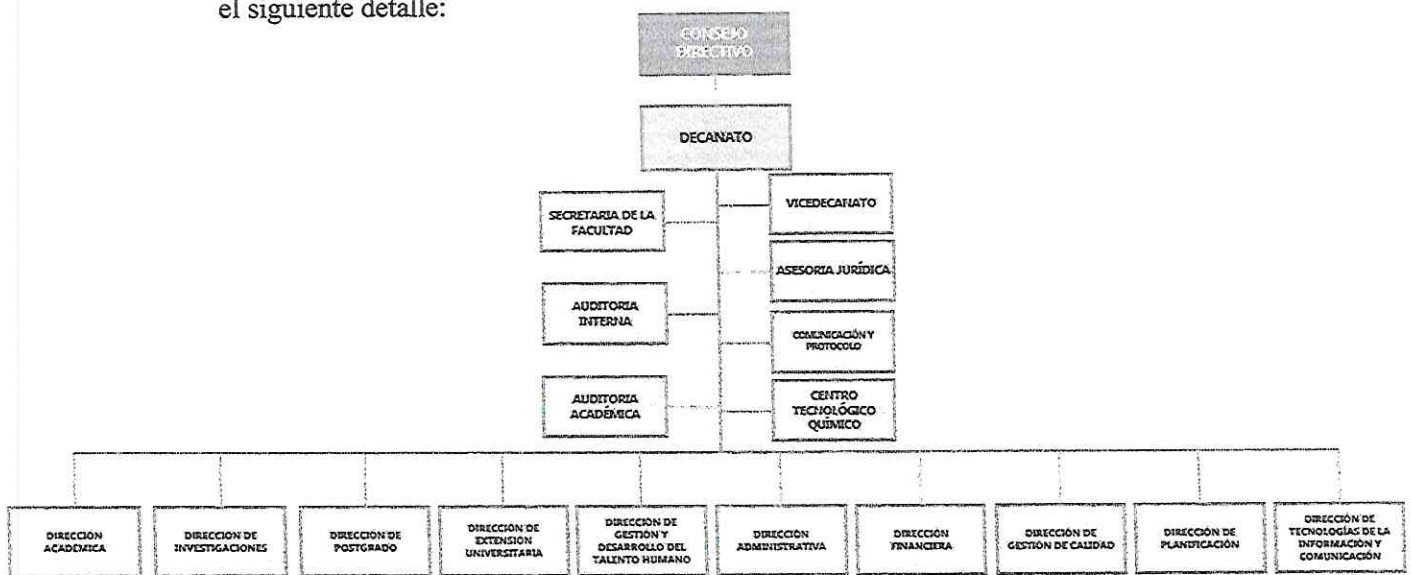 el siguiente detalle:
CONSEJO
DIRECTIVO
DECANATO
SECRETARIA DE LA
FACULTAD
VICEDECANATO
ASESORIA JURÍDICA
AUDITORIA
INTERNA
COMUNICACIÓN Y
PROTOCOLO
AUDITORIA
ACADÉMICA
CENTRO
TECNOLÓGICO
QUÍMICO
DIRECCIÓN
ACADEMICA
DIRECCION DE
INVESTIGACIONES
DIRECCIÓN DE
POSTGRADO
DIRECCIÓN DE
EXTENSIÓN
UNIVERSITARIA
DIRECCIÓN DE
GESTIÓN Y
DESARROLLO DEL
TALENTO HUMANO
DIRECCIÓN
ADMINISTRATIVA
DIRECCIÓN
FINANCIERA
DIRECCIÓN DE
GESTIÓN DE CALIDAD
DIRECCIÓN DE
PLANIFICACIÓN
DIRECCIÓN DE
TECNOLOGÍAS DE LA
INFORMACIÓN Y
COMUNICACIÓN